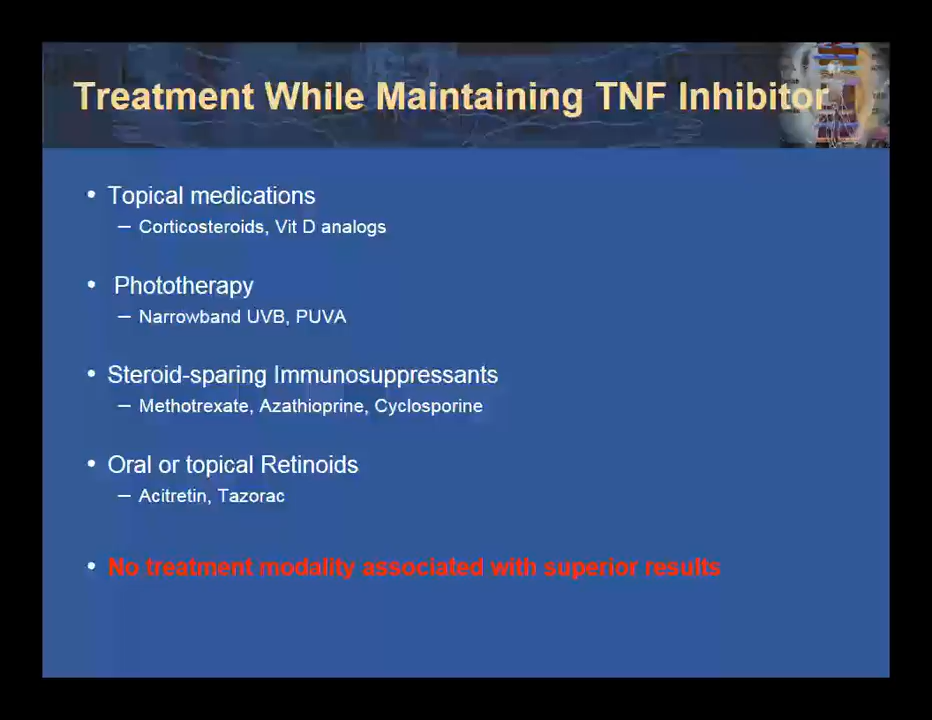 Treatment While Maintaining TNF Inhibitor
• Topical medications
– Corticosteroids, Vit D analogs
• Phototherapy
– Narrowband UVB, PUVA
• Steroid-sparing Immunosuppressants
– Methotrexate, Azathioprine, Cyclosporine
• Oral or topical Retinoids
– Acitretin, Tazorac
• No treatment modality associated with superior results